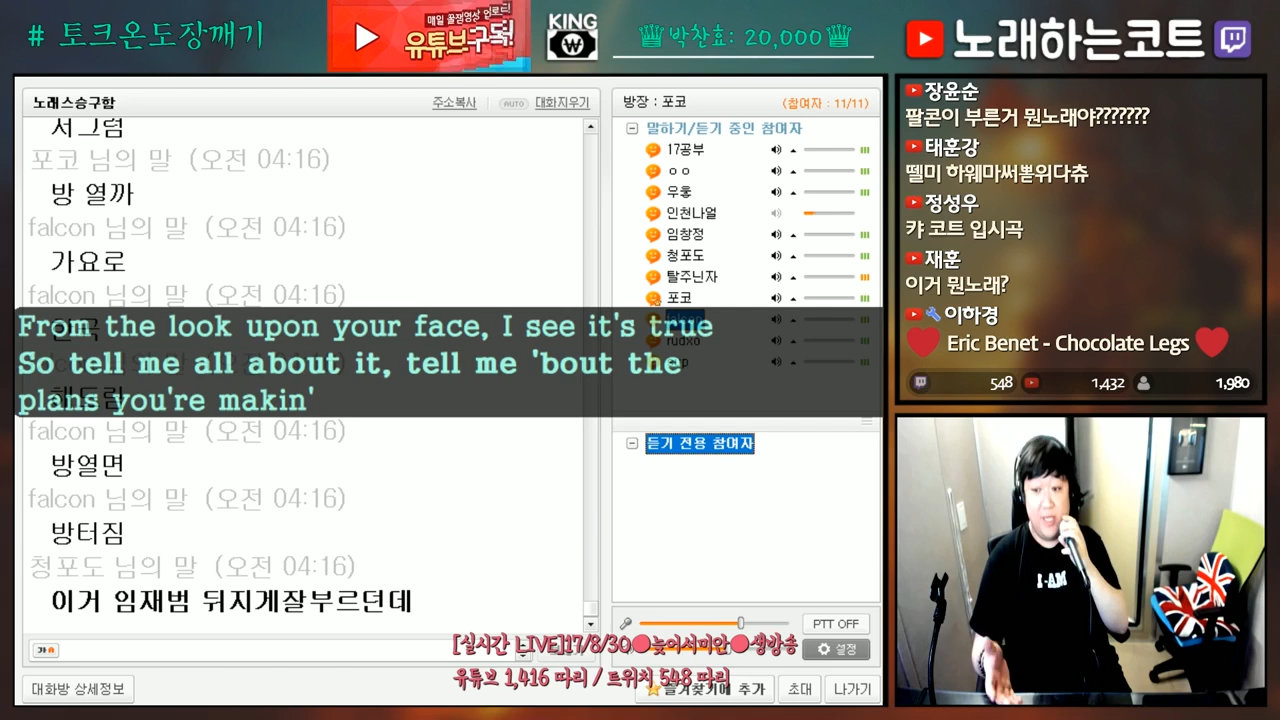 # 토크온도장깨기
매일 꿀잼영상 업로드!
유튜브구독!
KING
₩
박찬효: 20,000
노래하는코트
노래스승구함
주소복사
AUTO
대화지우기
서그럼
포코 님의 말 (오전 04:16)
방 열까
falcon 님의 말 (오전 04:16)
가요로
falcon 님의 말 (오전 04:16)
From the look upon your face, I see it's true
So tell me all about it, tell me 'bout the
plans you're makin'
falcon 님의 말 (오전 04:16)
방열면
falcon 님의 말 (오전 04:16)
방터짐
청포도 님의 말 (오전 04:16)
이거 임재범 뒤지게잘부르던데
가
대화방 상세정보
방장 : 포코
(참여자 : 11/11)
말하기/듣기 중인 참여자
17공부
ㅇㅇ
우홍
인천나얼
임창정
청포도
탈주닌자
포코
falcon
rudxo
듣기 전용 참여자
PTT OFF
설정
[실시간 LIVE]17/8/30🔴늦어서미안🔴생방송
유튜브 1,416 따리 / 트위치 548 따리
즐겨찾기에 추가
초대
나가기
장윤순
팔콘이 부른거 뭔노래야???????
태훈강
뗄미 하웨마써뽇위다츄
정성우
캬 코트 입시곡
재훈
이거 뭔노래?
이하경
Eric Benet - Chocolate Legs
548
1,432
1,980
I·AM